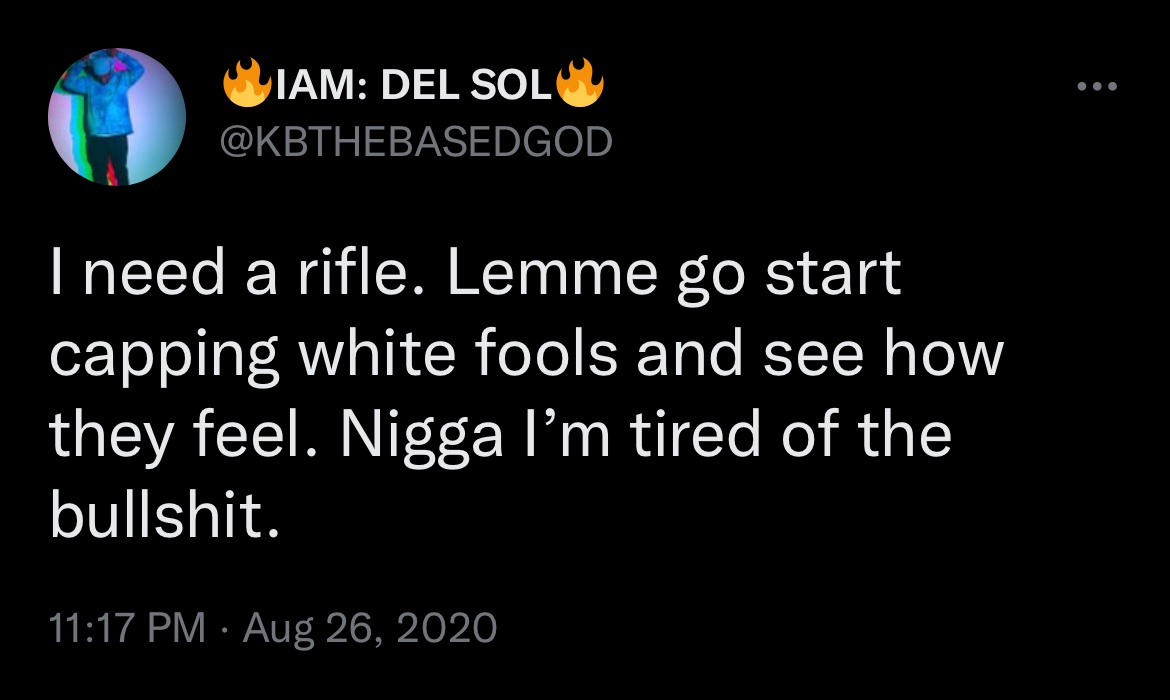 🔥IAM: DEL SOL🔥
@KBTHEBASEDGOD
I need a rifle. Lemme go start
capping white fools and see how
they feel. Nigga I’m tired of the
bullshit.
11:17 PM · Aug 26, 2020